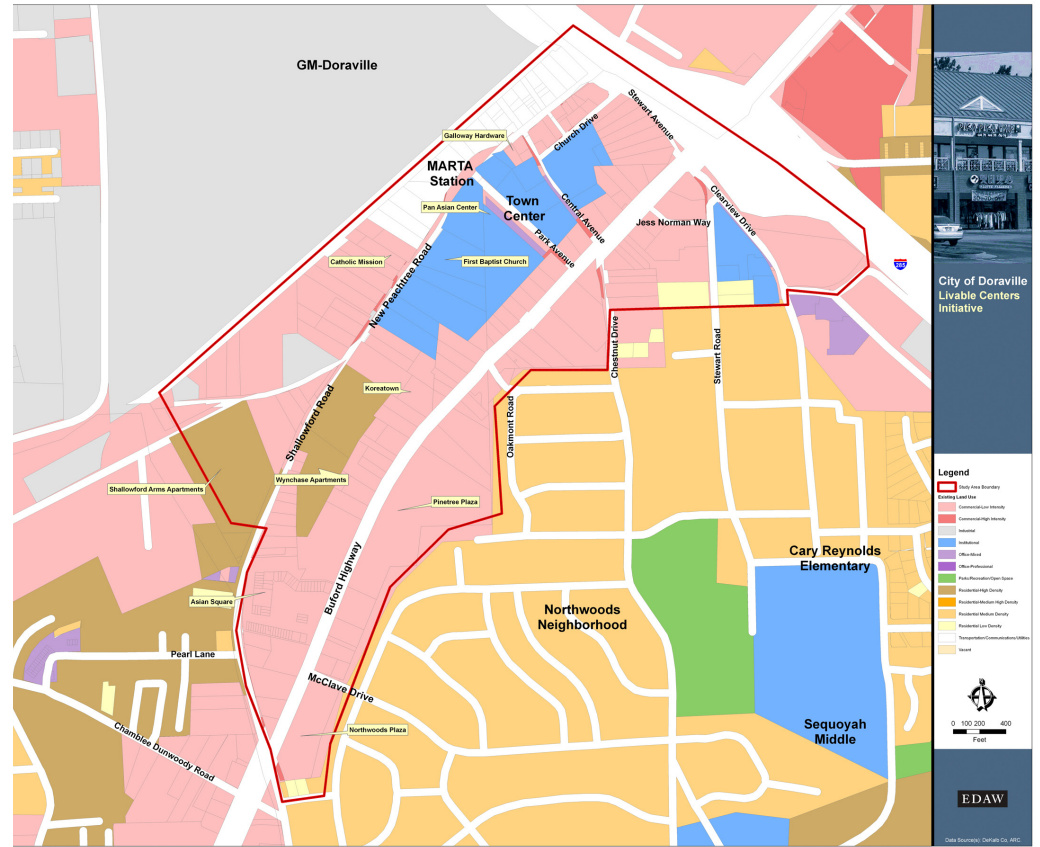 GM-Doraville
Stewart Avenue
Galloway Hardware
Church Drive
MARTA
Station
Pan Asian Center
Town
Center
Central Avenue
Park Avenue
Clearview Drive
Jess Norman Way
Catholic Mission
New Peachtree Road
First Baptist Church
285
Chestnut Drive
Stewart Road
Koreatown
Oakmont Road
Shallowford Road
Shallowford Arms Apartments
Wynchase Apartments
Pinetree Plaza
Buford Highway
Cary Reynolds
Elementary
Asian Square
Northwoods
Neighborhood
Pearl Lane
McClave Drive
Chamblee Dunwoody Road
Northwoods Plaza
Sequoyah
Middle
City of Doraville
Livable Centers
Initiative
Legend
Study Area Boundary
Existing Land Use
Commercial-Low Intensity
Commercial-High Intensity
Industrial
Institutional
Office-Mixed
Office-Professional
Parks/Recreation/Open Space
Residential-High Density
Residential-Medium High Density
Residential Medium Density
Residential Low Density
Transportation/Communications/Utilities
Vacant
0 100 200 400
Feet
EDAW
Data Source(s): DeKalb Co, ARC.